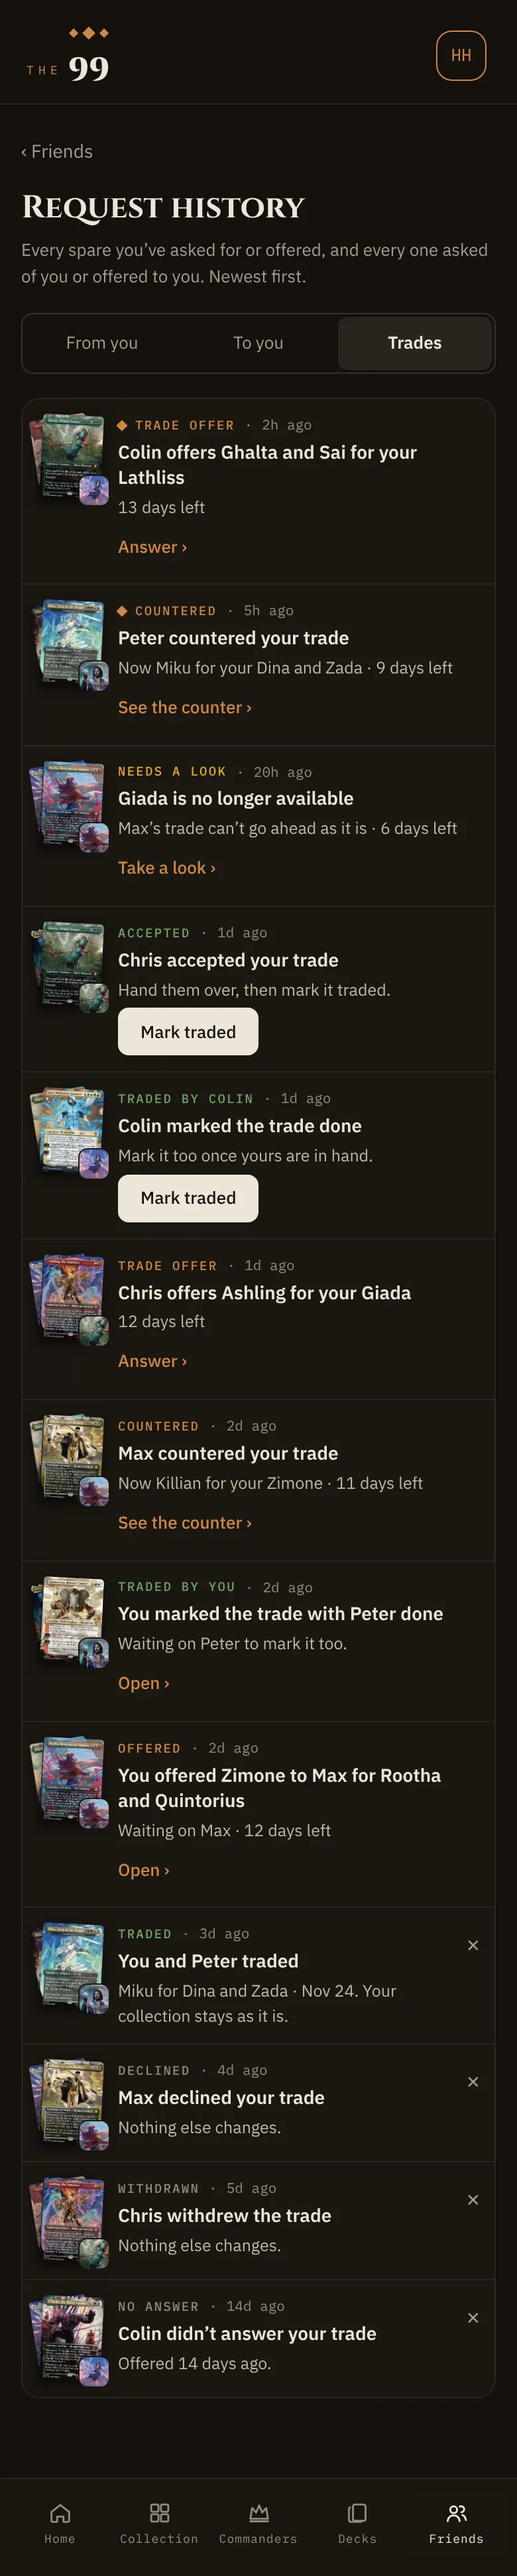 THE 99
HH
‹ Friends
Request history
Every spare you’ve asked for or offered, and every one asked
of you or offered to you. Newest first.
From you
To you
Trades
TRADE OFFER · 2h ago
Colin offers Ghalta and Sai for your
Lathliss
13 days left
Answer ›
COUNTERED · 5h ago
Peter countered your trade
Now Miku for your Dina and Zada · 9 days left
See the counter ›
NEEDS A LOOK · 20h ago
Giada is no longer available
Max’s trade can’t go ahead as it is · 6 days left
Take a look ›
ACCEPTED · 1d ago
Chris accepted your trade
Hand them over, then mark it traded.
Mark traded
TRADED BY COLIN · 1d ago
Colin marked the trade done
Mark it too once yours are in hand.
Mark traded
TRADE OFFER · 1d ago
Chris offers Ashling for your Giada
12 days left
Answer ›
COUNTERED · 2d ago
Max countered your trade
Now Killian for your Zimone · 11 days left
See the counter ›
TRADED BY YOU · 2d ago
You marked the trade with Peter done
Waiting on Peter to mark it too.
Open ›
OFFERED · 2d ago
You offered Zimone to Max for Rootha
and Quintorius
Waiting on Max · 12 days left
Open ›
TRADED · 3d ago
You and Peter traded
Miku for Dina and Zada · Nov 24. Your
collection stays as it is.
DECLINED · 4d ago
Max declined your trade
Nothing else changes.
WITHDRAWN · 5d ago
Chris withdrew the trade
Nothing else changes.
NO ANSWER · 14d ago
Colin didn’t answer your trade
Offered 14 days ago.
Home
Collection
Commanders
Decks
Friends